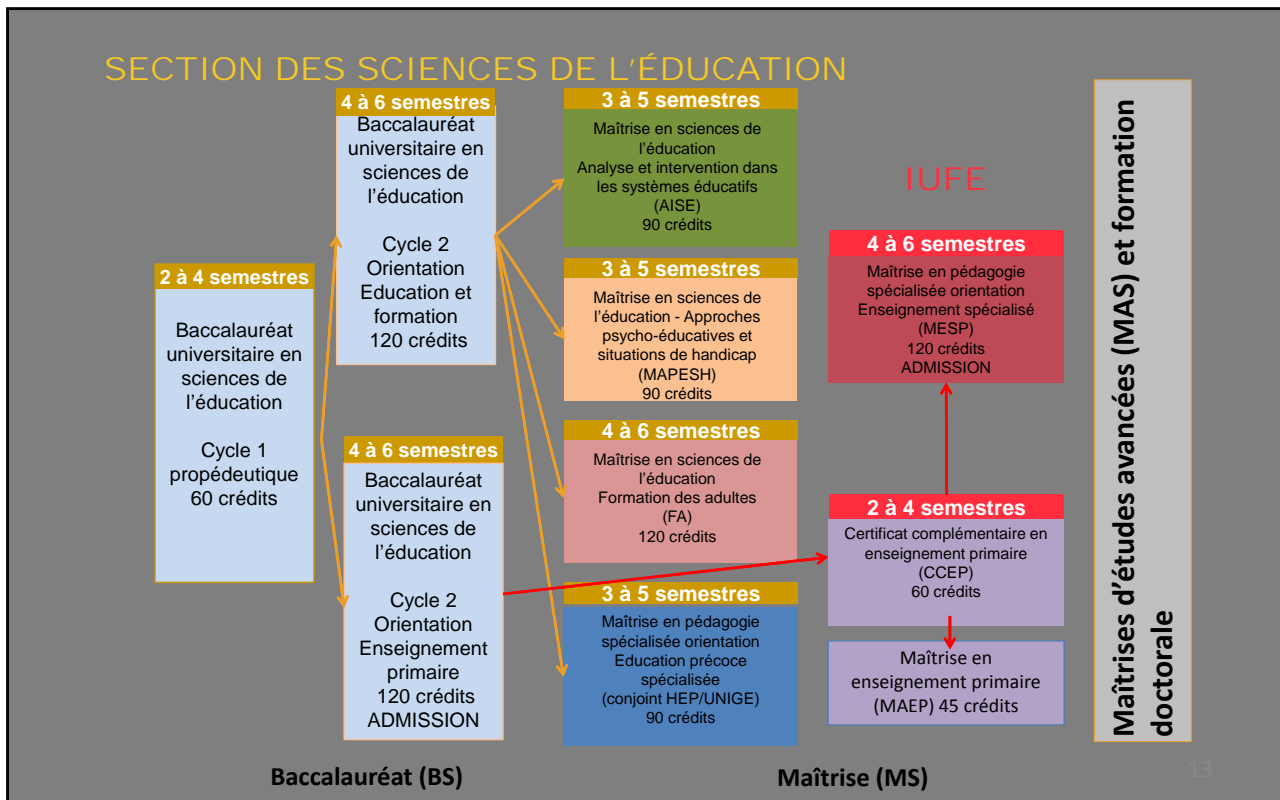 SECTION DES SCIENCES DE L'ÉDUCATION
2 à 4 semestres
Baccalauréat
universitaire en
sciences de
l'éducation
Cycle 1
propédeutique
60 crédits
4 à 6 semestres
Baccalauréat
universitaire en
sciences de
l'éducation
Cycle 2
Orientation
Education et
formation
120 crédits
4 à 6 semestres
Baccalauréat
universitaire en
sciences de
l'éducation
Cycle 2
Orientation
Enseignement
primaire
120 crédits
ADMISSION
3 à 5 semestres
Maîtrise en sciences de
l'éducation
Analyse et intervention dans
les systèmes éducatifs
(AISE)
90 crédits
3 à 5 semestres
Maîtrise en sciences de
l'éducation - Approches
psycho-éducatives et
situations de handicap
(MAPESH)
90 crédits
4 à 6 semestres
Maîtrise en sciences de
l'éducation
Formation des adultes
(FA)
120 crédits
3 à 5 semestres
Maîtrise en pédagogie
spécialisée orientation
Education précoce
spécialisée
(conjoint HEP/UNIGE)
90 crédits
IUFE
4 à 6 semestres
Maîtrise en pédagogie
spécialisée orientation
Enseignement spécialisé
(MESP)
120 crédits
ADMISSION
2 à 4 semestres
Certificat complémentaire en
enseignement primaire
(CCEP)
60 crédits
Maîtrise en
enseignement primaire
(MAEP) 45 crédits
Maîtrises d'études avancées (MAS) et formation
doctorale
Baccalauréat (BS)
Maîtrise (MS)
13